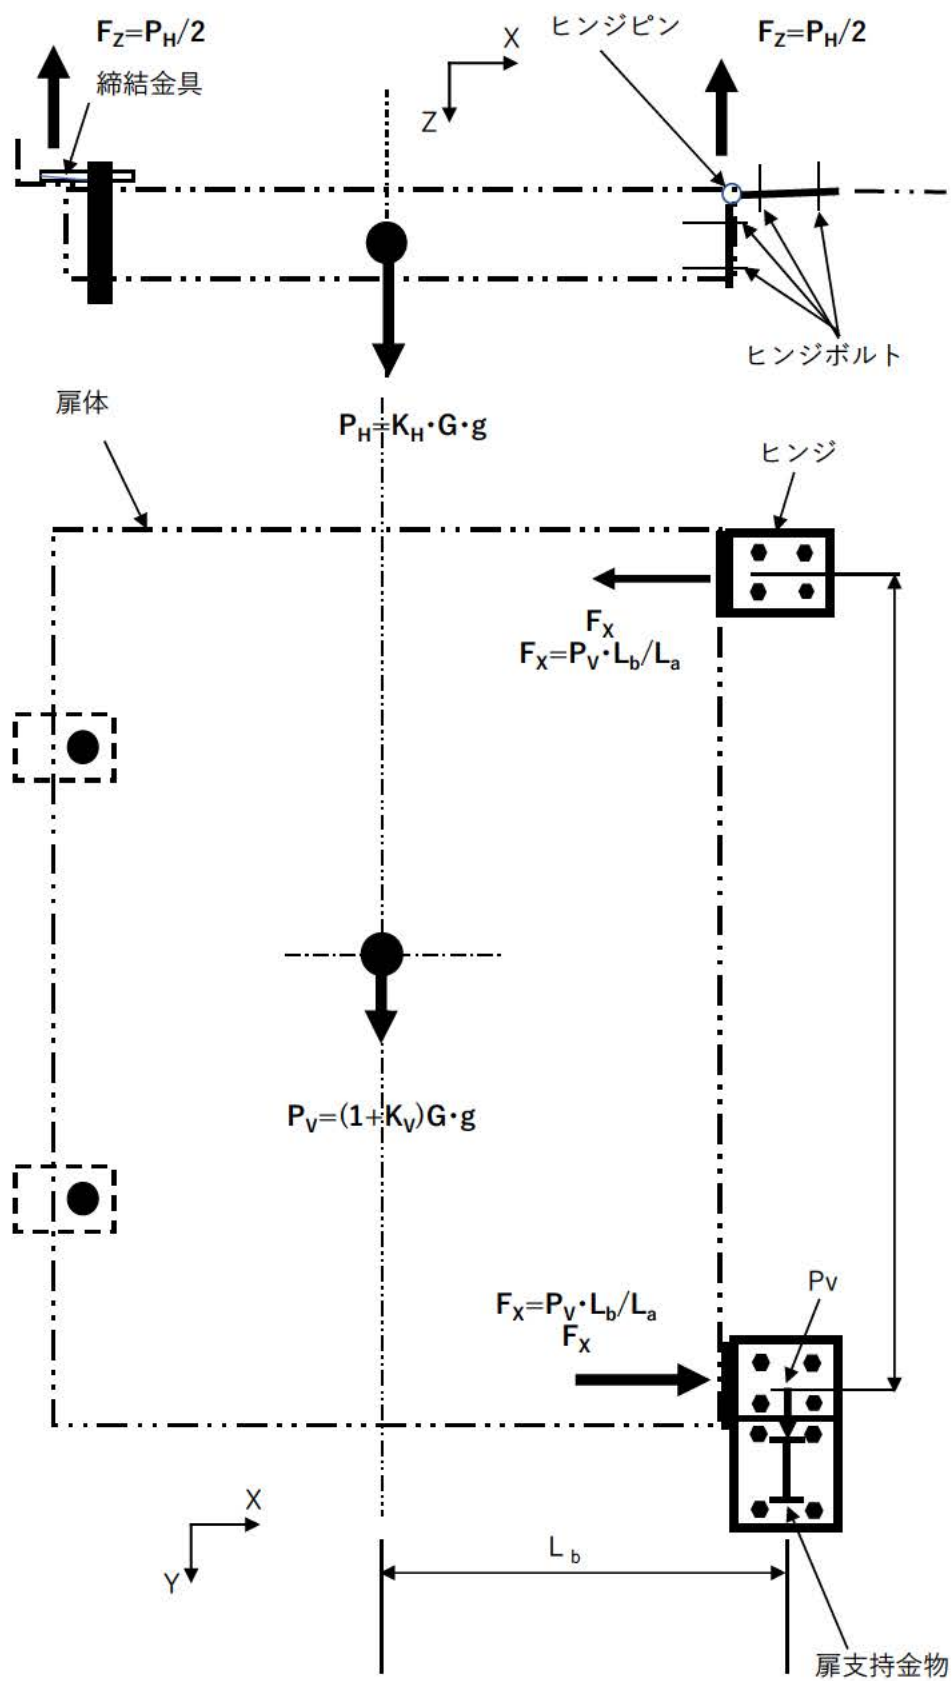 F_Z=P_H/2
X
ヒンジピン
F_Z=P_H/2
締結金具
Z
ヒンジボルト
扉体
P_H=K_H・G・g
ヒンジ
F_X
F_X=P_V・L_b/L_a
P_V=(1+K_V)G・g
Pv
F_X=P_V・L_b/L_a
F_X
X
Y
L_b
扉支持金物